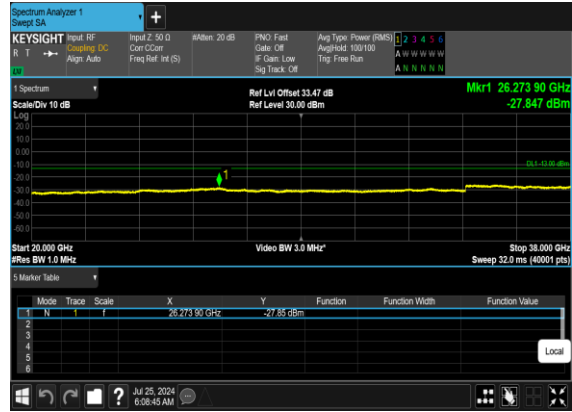 Spectrum Analyzer 1
Swept SA
+
KEYSIGHT Input: RF Input Z: 50 Ω #Atten: 20 dB PNO: Fast Avg Type: Power (RMS) 1 2 3 4 5 6
R T Coupling: DC Corr CCorr Gate: Off Avg|Hold: 100/100 A W W W W W
Align: Auto Freq Ref: Int (S) IF Gain: Low Trig: Free Run
Sig Track: Off A N N N N N
1 Spectrum Ref Lvl Offset 33.47 dB Mkr1 26.273 90 GHz
Scale/Div 10 dB Ref Level 30.00 dBm -27.847 dBm
Log
20.0
10.0
0.00
-10.0 DL1 -13.00 dBm
1
-20.0
-30.0
-40.0
-50.0
-60.0
Start 20.000 GHz Video BW 3.0 MHz* Stop 38.000 GHz
#Res BW 1.0 MHz Sweep 32.0 ms (40001 pts)
5 Marker Table
Mode Trace Scale X Y Function Function Width Function Value
1 N 1 f 26.273 90 GHz -27.85 dBm
2
3
4
5
6
Local
? Jul 25, 2024
6:08:45 AM